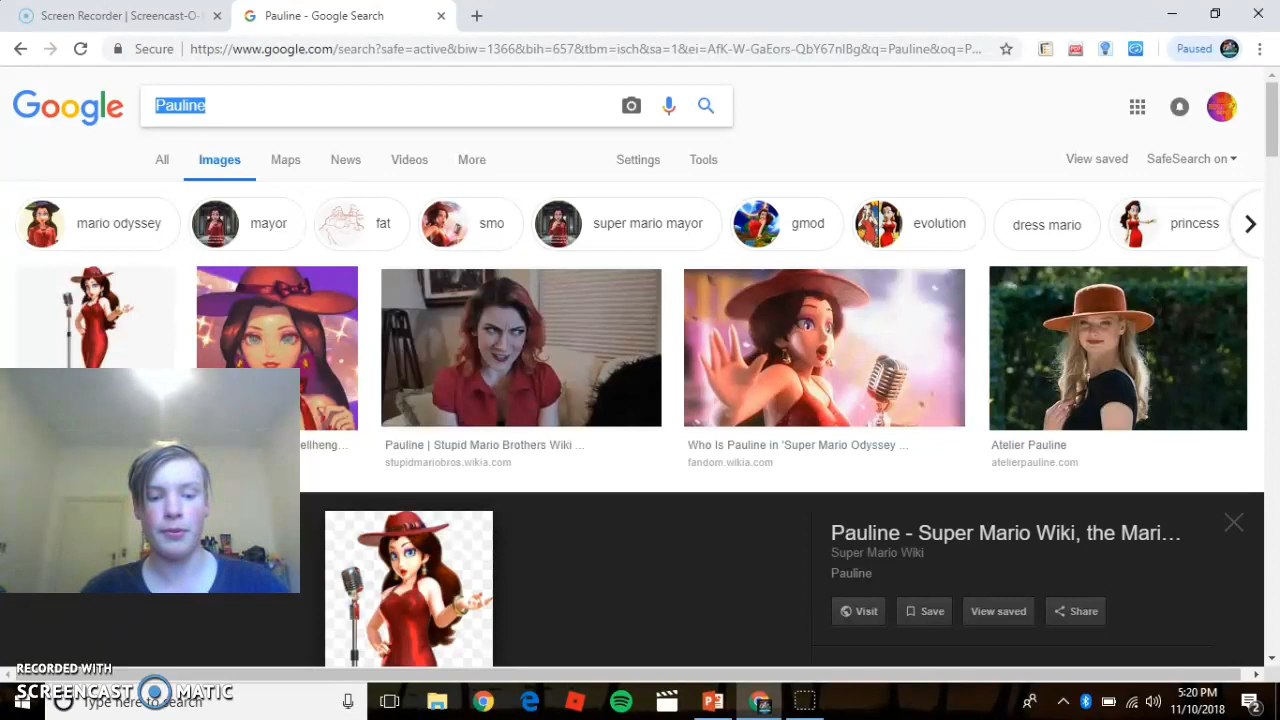 Screen Recorder | Screencast-O-
Pauline - Google Search
Secure
https://www.google.com/search?safe=active&biw=1366&bih=657&tbm=isch&sa=1&ei=AfK-W-GaEors-QbY67nIBg&q=Pauline&oq=P...
Paused
Google
Pauline
All
Images
Maps
News
Videos
More
Settings
Tools
View saved
SafeSearch on
mario odyssey
mayor
fat
smo
super mario mayor
gmod
evolution
dress mario
princess
ellheng...
Pauline | Stupid Mario Brothers Wiki ...
stupidmariobros.wikia.com
Who Is Pauline in 'Super Mario Odyssey ...
fandom.wikia.com
Atelier Pauline
atelierpauline.com
Pauline - Super Mario Wiki, the Mari...
Super Mario Wiki
Pauline
Visit
Save
View saved
Share
RECORDED WITH
SCREENCAST MATIC
Type here to search
5:20 PM
11/10/2018
2